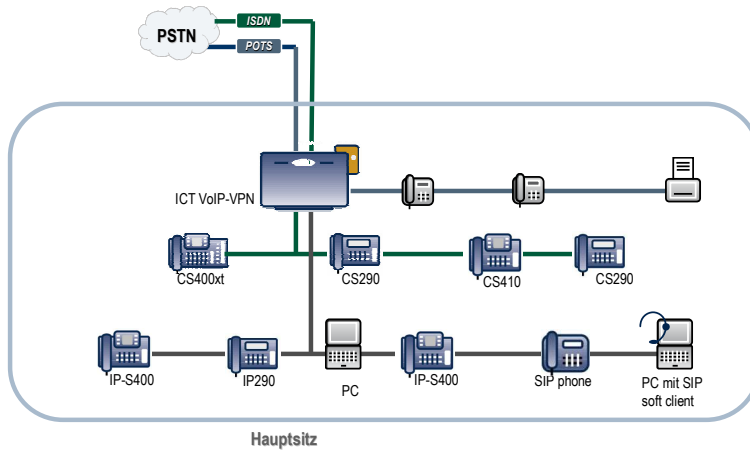 PSTN
ISDN
POTS
ICT VoIP-VPN
CS400xt
CS290
CS410
CS290
IP-S400
IP290
PC
IP-S400
SIP phone
PC mit SIP
soft client
Hauptsitz